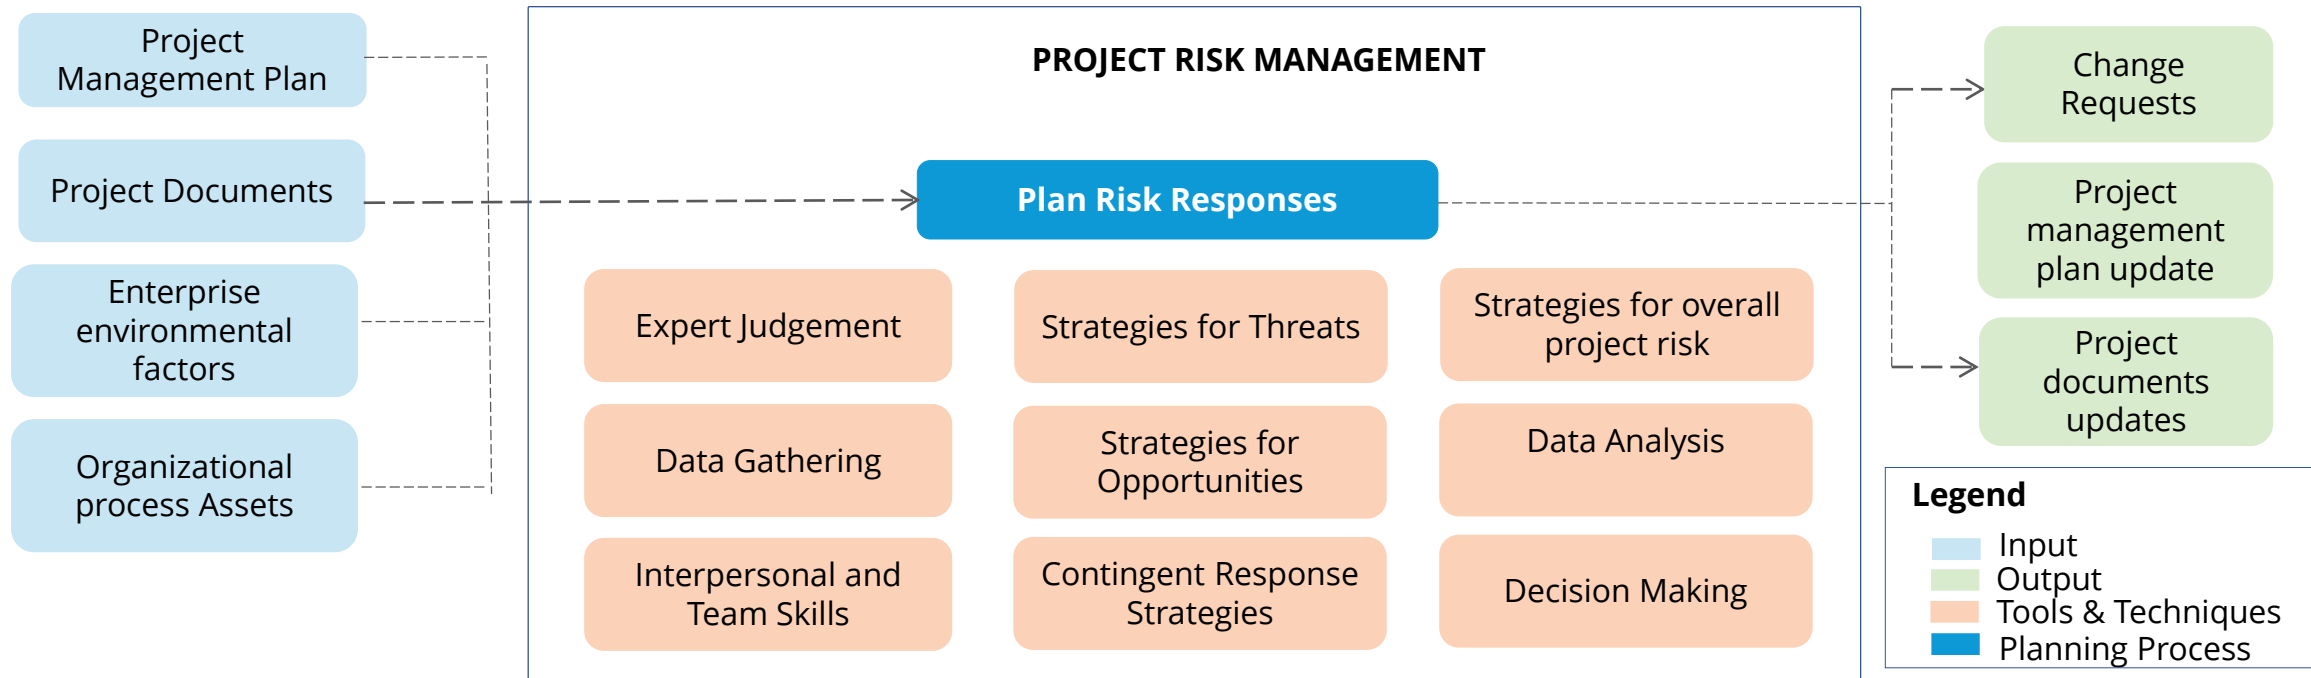 Project
Management Plan
Project Documents
Enterprise
environmental
factors
Organizational
process Assets
PROJECT RISK MANAGEMENT
Plan Risk Responses
Expert Judgement
Strategies for Threats
Strategies for overall
project risk
Data Gathering
Strategies for
Opportunities
Data Analysis
Interpersonal and
Team Skills
Contingent Response
Strategies
Decision Making
Change
Requests
Project
management
plan update
Project
documents
updates
Legend
Input
Output
Tools & Techniques
Planning Process